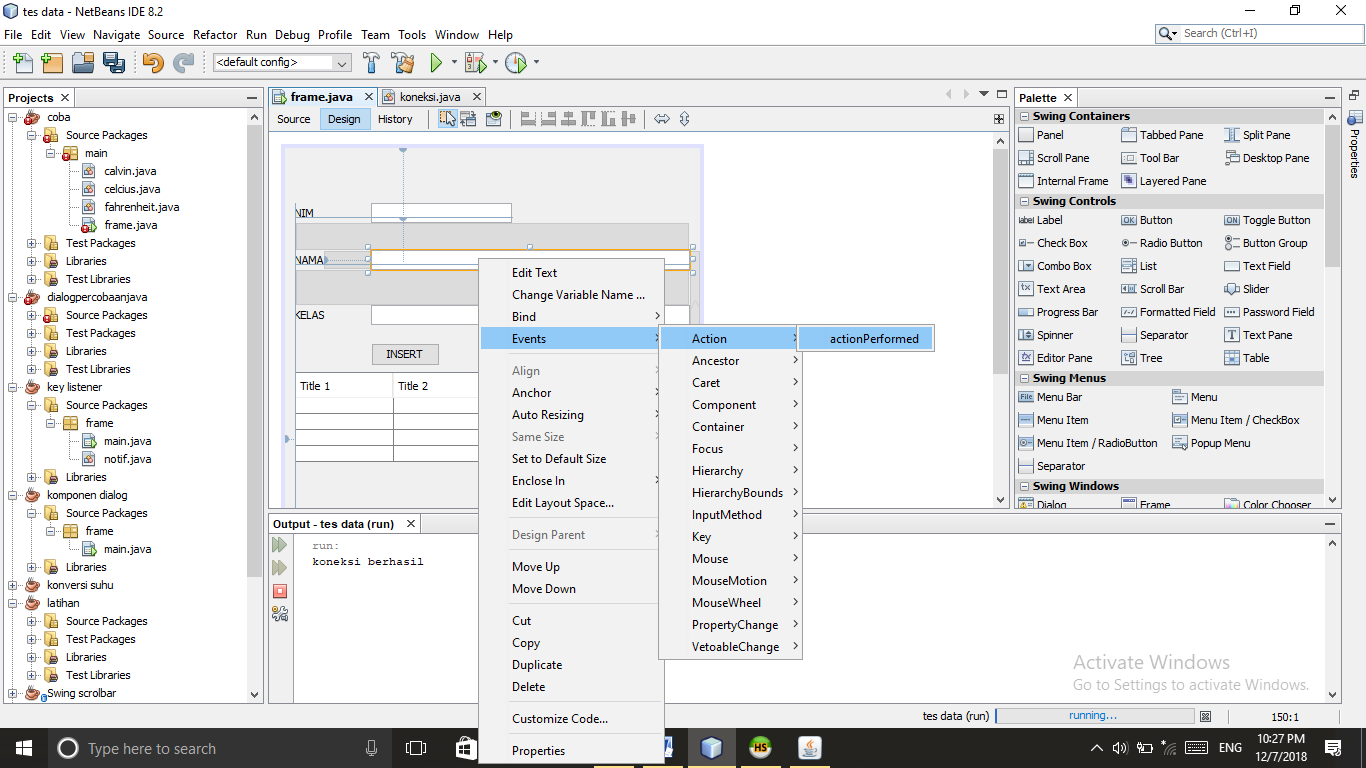 tes data - NetBeans IDE 8.2
File Edit View Navigate Source Refactor Run Debug Profile Team Tools Window Help
Search (Ctrl+I)
<default config>
Projects
coba
Source Packages
main
calvin.java
celcius.java
fahrenheit.java
frame.java
Test Packages
Libraries
Test Libraries
dialogpercobaanjava
Source Packages
Test Packages
Libraries
Test Libraries
key listener
Source Packages
frame
main.java
notif.java
Libraries
komponen dialog
Source Packages
frame
main.java
Libraries
konversi suhu
latihan
Source Packages
Test Packages
Libraries
Test Libraries
Swing scrolbar
frame.java koneksi.java
Source Design History
NIM
NAMA
KELAS
INSERT
Title 1 Title 2
Edit Text
Change Variable Name ...
Bind
Events
Align
Anchor
Auto Resizing
Same Size
Set to Default Size
Enclose In
Edit Layout Space...
Design Parent
Move Up
Move Down
Cut
Copy
Duplicate
Delete
Customize Code...
Properties
Action
Ancestor
Caret
Component
Container
Focus
Hierarchy
HierarchyBounds
InputMethod
Key
Mouse
MouseMotion
MouseWheel
PropertyChange
VetoableChange
actionPerformed
Output - tes data (run)
run:
koneksi berhasil
Palette
Swing Containers
Panel Tabbed Pane Split Pane
Scroll Pane Tool Bar Desktop Pane
Internal Frame Layered Pane
Swing Controls
label Label OK Button ON Toggle Button
Check Box Radio Button Button Group
Combo Box List Text Field
Text Area Scroll Bar Slider
Progress Bar Formatted Field Password Field
Spinner Separator Text Pane
Editor Pane Tree Table
Swing Menus
File Menu Bar Menu
Menu Item Menu Item / CheckBox
Menu Item / RadioButton Popup Menu
Separator
Swing Windows
Dialog Frame Color Chooser
Properties
Activate Windows
Go to Settings to activate Windows.
tes data (run) running... 150:1
Type here to search
HS
ENG
10:27 PM
12/7/2018